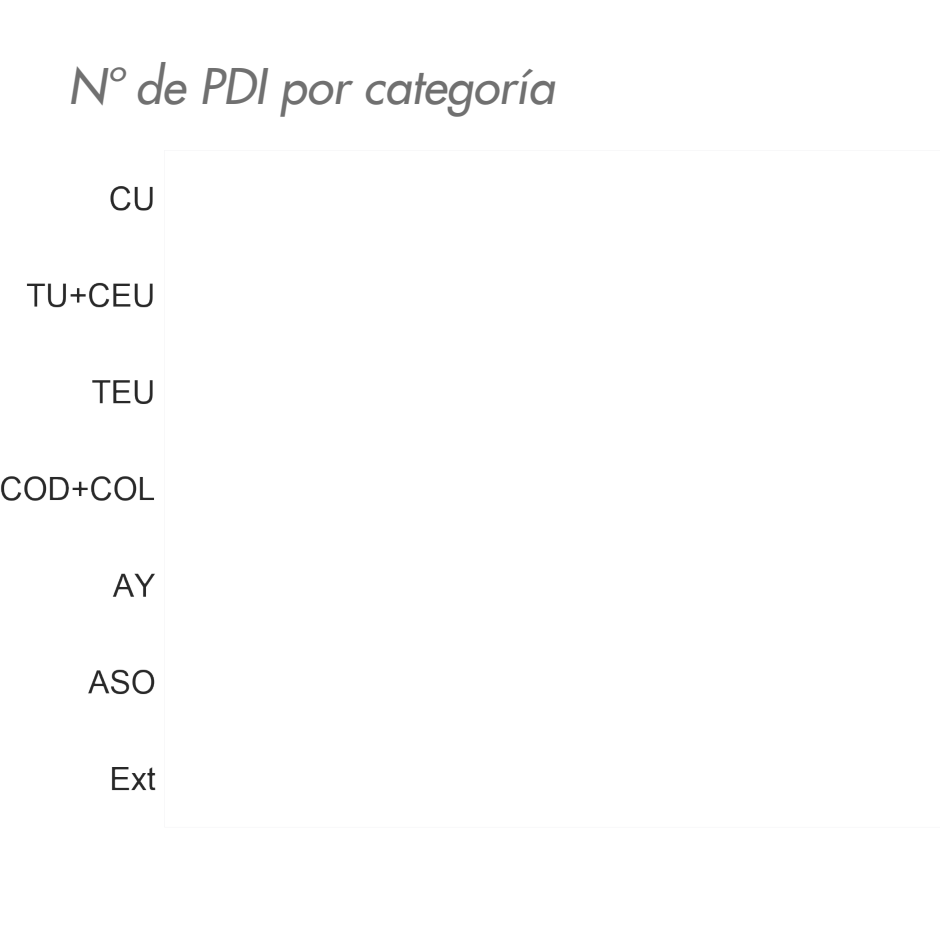 Nº de PDI por categoría
CU
TU+CEU
TEU
COD+COL
AY
ASO
Ext